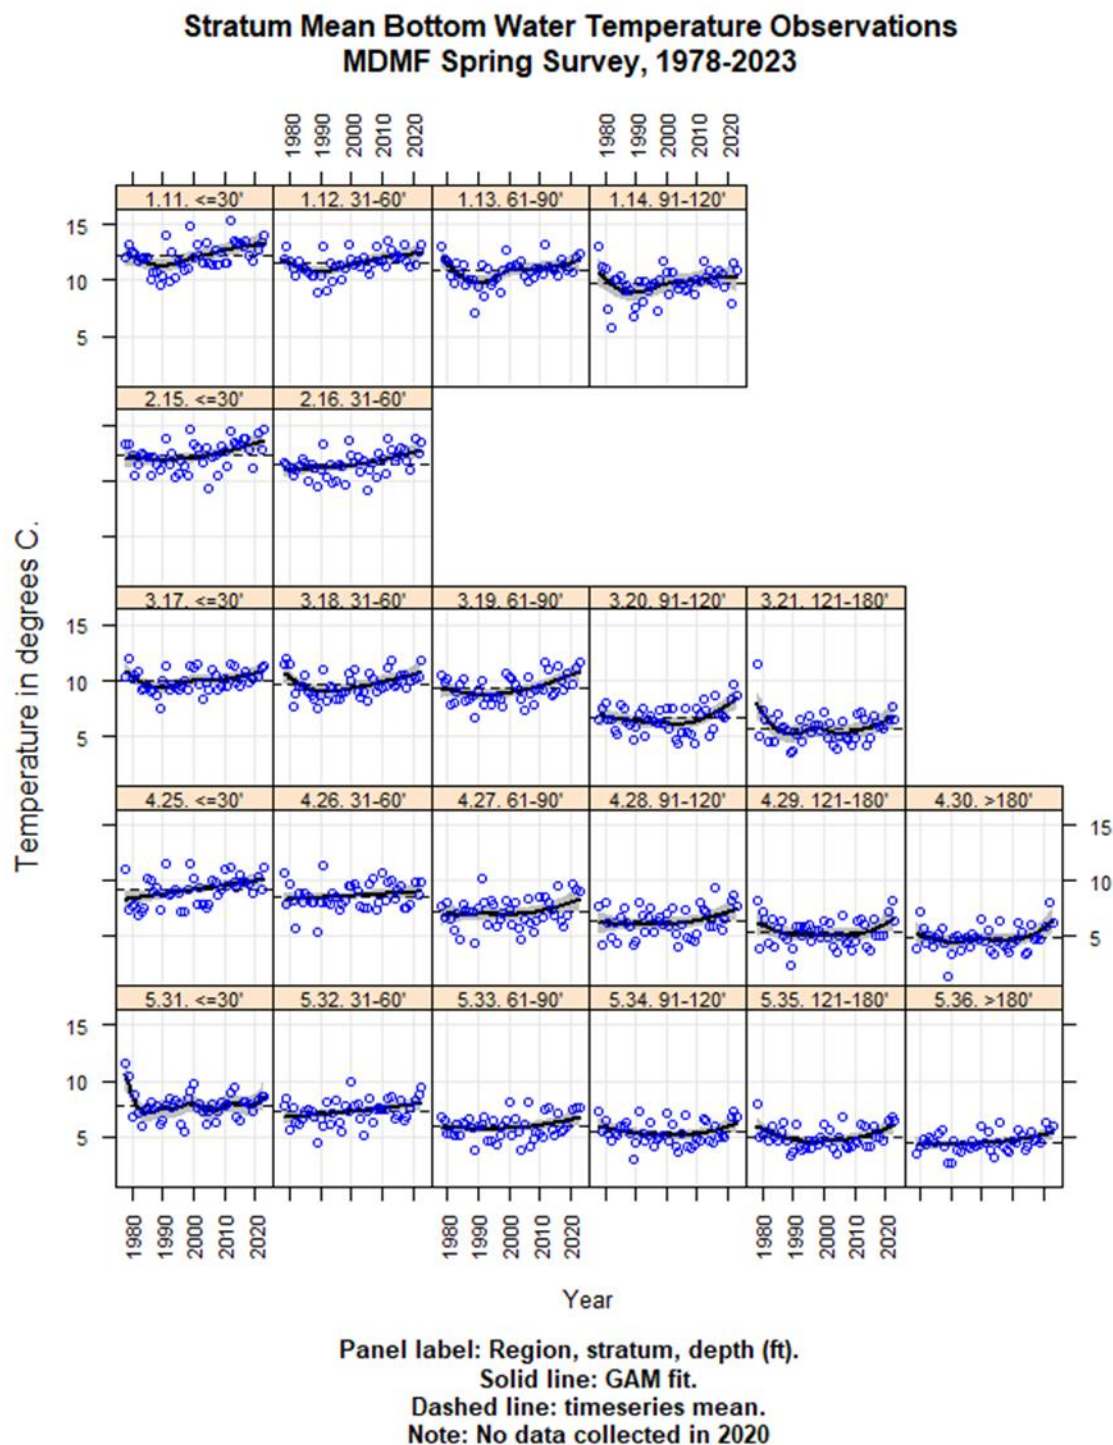 Stratum Mean Bottom Water Temperature Observations
MDMF Spring Survey, 1978-2023
1980 1990 2000 2010 2020 1980 1990 2000 2010 2020
1.11. <=30' 1.12. 31-60' 1.13. 61-90' 1.14. 91-120'
15
10
5
2.15. <=30' 2.16. 31-60'
Temperature in degrees C.
3.17. <=30' 3.18. 31-60' 3.19. 61-90' 3.20. 91-120' 3.21. 121-180'
15
10
5
4.25. <=30' 4.26. 31-60' 4.27. 61-90' 4.28. 91-120' 4.29. 121-180' 4.30. >180'
15
10
5
5.31. <=30' 5.32. 31-60' 5.33. 61-90' 5.34. 91-120' 5.35. 121-180' 5.36. >180'
15
10
5
1980 1990 2000 2010 2020 1980 1990 2000 2010 2020 1980 1990 2000 2010 2020
Year
Panel label: Region, stratum, depth (ft).
Solid line: GAM fit.
Dashed line: timeseries mean.
Note: No data collected in 2020